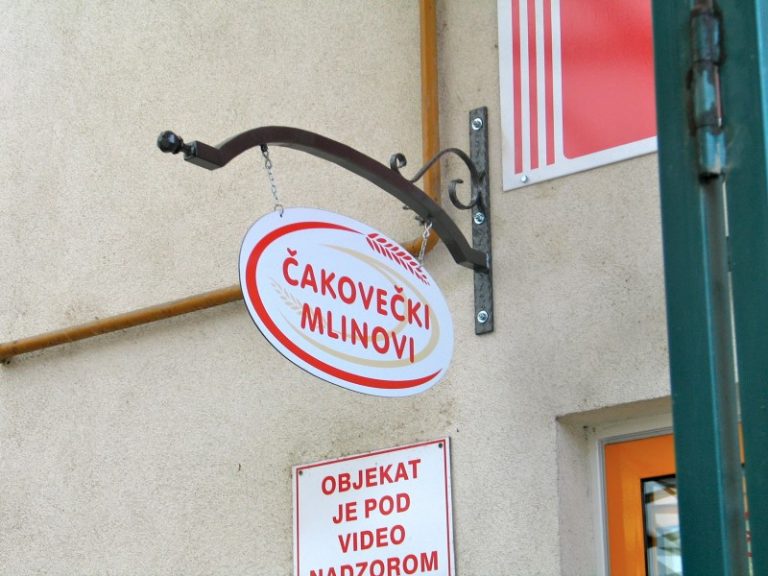 ČAKOVEČKI
MLINOVI
OBJEKAT
JE POD
VIDEO
NADZOROM